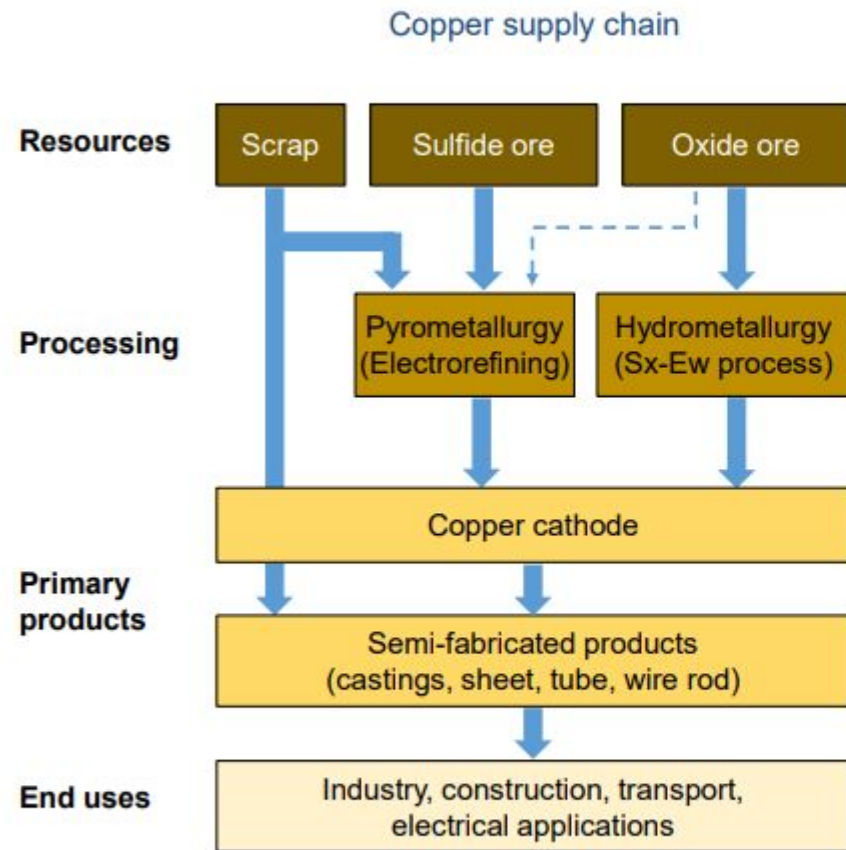 Copper supply chain
Resources
Scrap
Sulfide ore
Oxide ore
Processing
Pyrometallurgy
(Electrorefining)
Hydrometallurgy
(Sx-Ew process)
Copper cathode
Primary
products
Semi-fabricated products
(castings, sheet, tube, wire rod)
End uses
Industry, construction, transport,
electrical applications